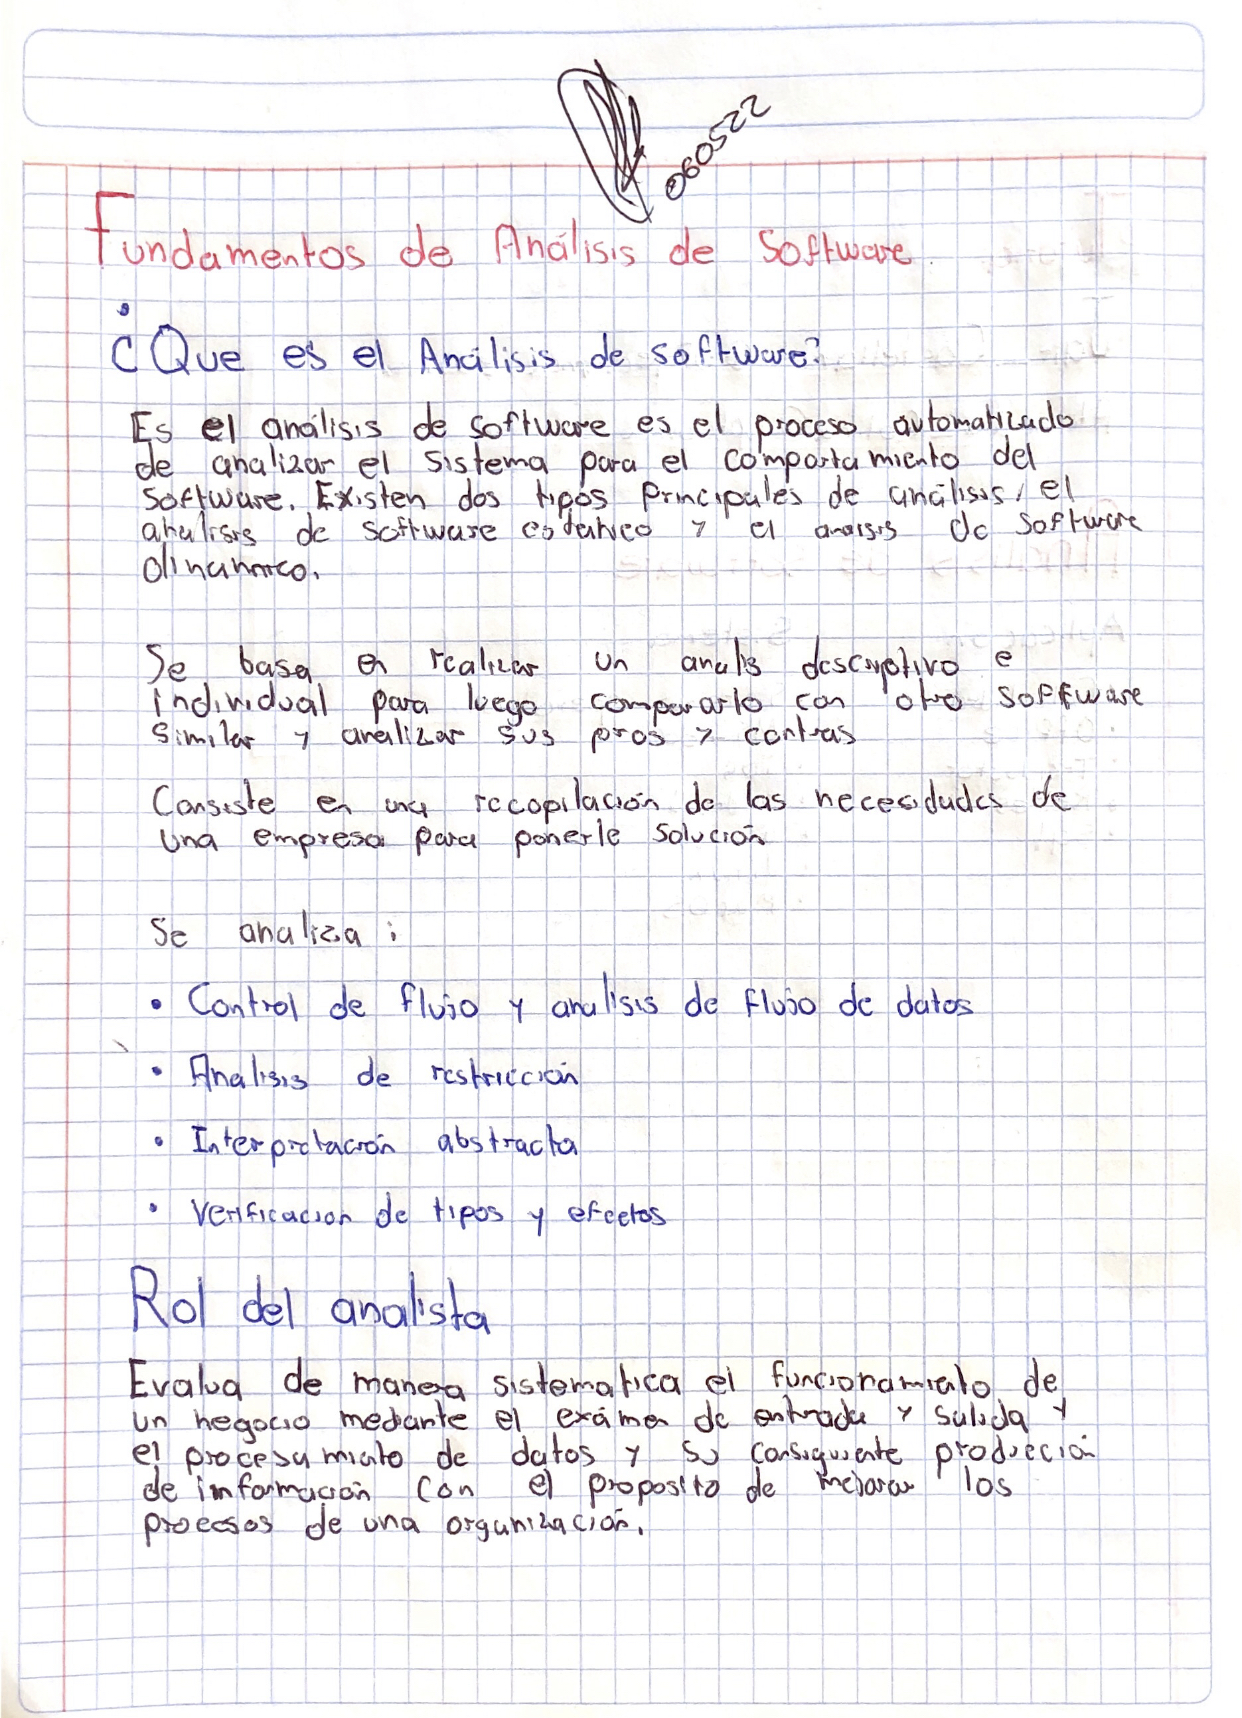 060522
Fundamentos de Análisis de Software
¿Que es el Análisis de software?
Es el análisis de software es el proceso automatizado
de analizar el sistema para el comportamiento del
software. Existen dos tipos principales de análisis, el
analisis de software estatico y el analsis de software
dinamico.
Se basa en realizar un analis descriptivo e
individual para luego compararlo con otro software
similar y analizar sus pros y contras
Consiste en una recopilación de las necesidades de
una empresa para ponerle solución
Se analiza:
• Control de flujo y analisis de flujo de datos
• Analisis de restricción
• Interpretación abstracta
• Verificacion de tipos y efectos
Rol del analista
Evalua de manera sistematica el funcionamiento de
un negocio mediante el exámen de entrada y salida y
el procesamiento de datos y su consiguiente producción
de información con el proposito de mejorar los
procesos de una organización.